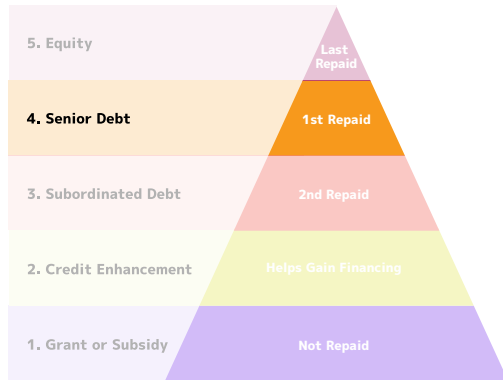 5. Equity
Last
Repaid
4. Senior Debt
1st Repaid
3. Subordinated Debt
2nd Repaid
2. Credit Enhancement
Helps Gain Financing
1. Grant or Subsidy
Not Repaid